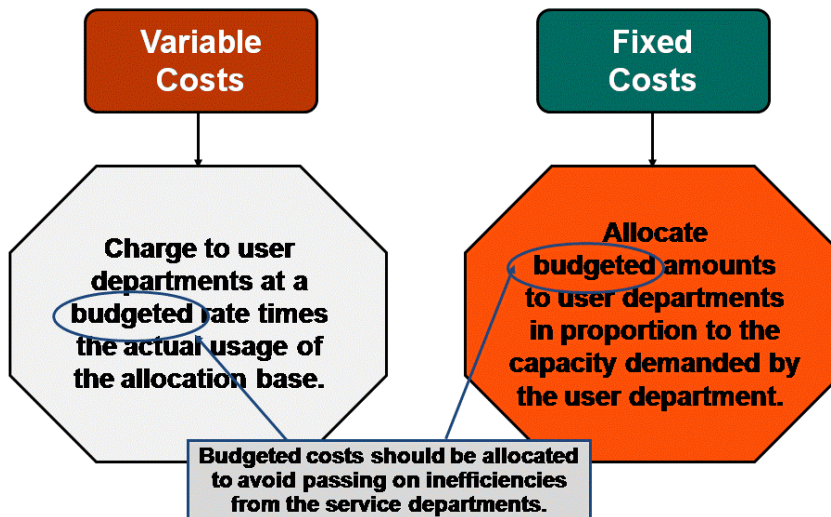 Variable
Costs
Fixed
Costs
Charge to user
departments at a
budgeted rate times
the actual usage of
the allocation base.
Allocate
budgeted amounts
to user departments
in proportion to the
capacity demanded by
the user department.
Budgeted costs should be allocated
to avoid passing on inefficiencies
from the service departments.